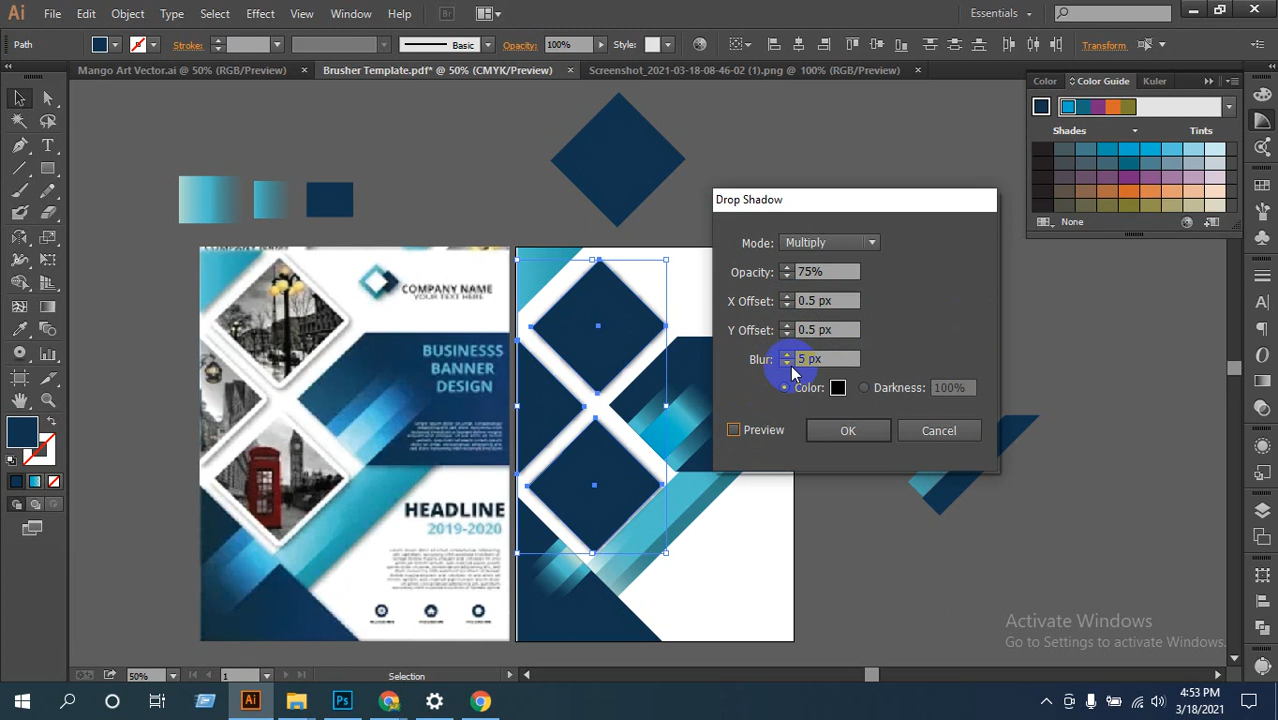 Ai File Edit Object Type Select Effect View Window Help Br Essentials
Path Stroke: Basic Opacity: 100% Style: Transform
Mango Art Vector.ai @ 50% (RGB/Preview) × Brusher Template.pdf* @ 50% (CMYK/Preview) × Screenshot_2021-03-18-08-46-02 (1).png @ 100% (RGB/Preview) ×
Color Color Guide Kuler
Shades Tints
None
Drop Shadow
Mode: Multiply
Opacity: 75%
X Offset: 0.5 px
Y Offset: 0.5 px
Blur: 5 px
Color: Darkness: 100%
Preview OK Cancel
COMPANY NAME
YOUR TEXT HERE
BUSINESSS
BANNER
DESIGN
HEADLINE
2019-2020
Activate Windows
Go to Settings to activate Windows.
50% 1 Selection
Ai Ps
4:53 PM
3/18/2021